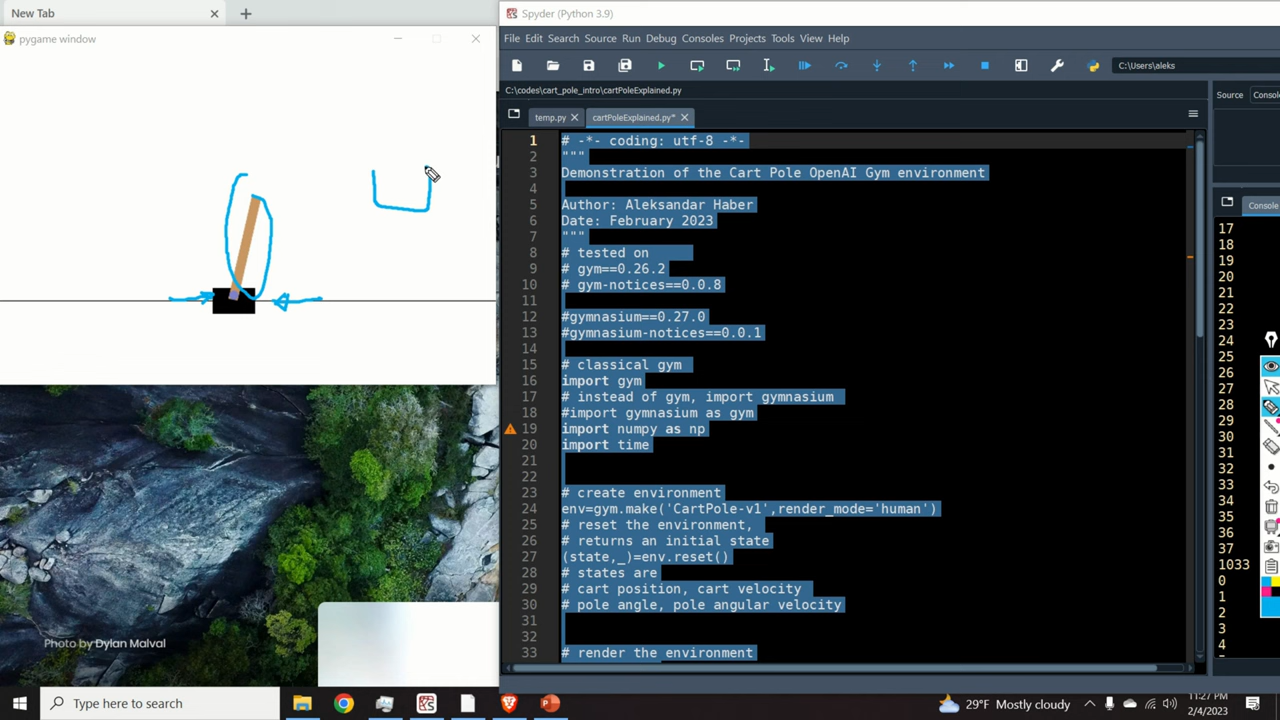 New Tab
pygame window
Photo by Dylan Malval
Spyder (Python 3.9)
File Edit Search Source Run Debug Consoles Projects Tools View Help
C:\Users\aleks
C:\codes\cart_pole_intro\cartPoleExplained.py
Source
temp.py
cartPoleExplained.py*
1 # -*- coding: utf-8 -*-
2 """
3 Demonstration of the Cart Pole OpenAI Gym environment
4
5 Author: Aleksandar Haber
6 Date: February 2023
7 """
8 # tested on
9 # gym==0.26.2
10 # gym-notices==0.0.8
11
12 #gymnasium==0.27.0
13 #gymnasium-notices==0.0.1
14
15 # classical gym
16 import gym
17 # instead of gym, import gymnasium
18 #import gymnasium as gym
19 import numpy as np
20 import time
21
22
23 # create environment
24 env=gym.make('CartPole-v1',render_mode='human')
25 # reset the environment,
26 # returns an initial state
27 (state,_)=env.reset()
28 # states are
29 # cart position, cart velocity
30 # pole angle, pole angular velocity
31
32
33 # render the environment
Console
17
18
19
20
21
22
23
24
25
26
27
28
29
30
31
32
33
34
35
36
37
1033
0
1
2
3
4
Type here to search
29°F Mostly cloudy
11:27 PM
2/4/2023